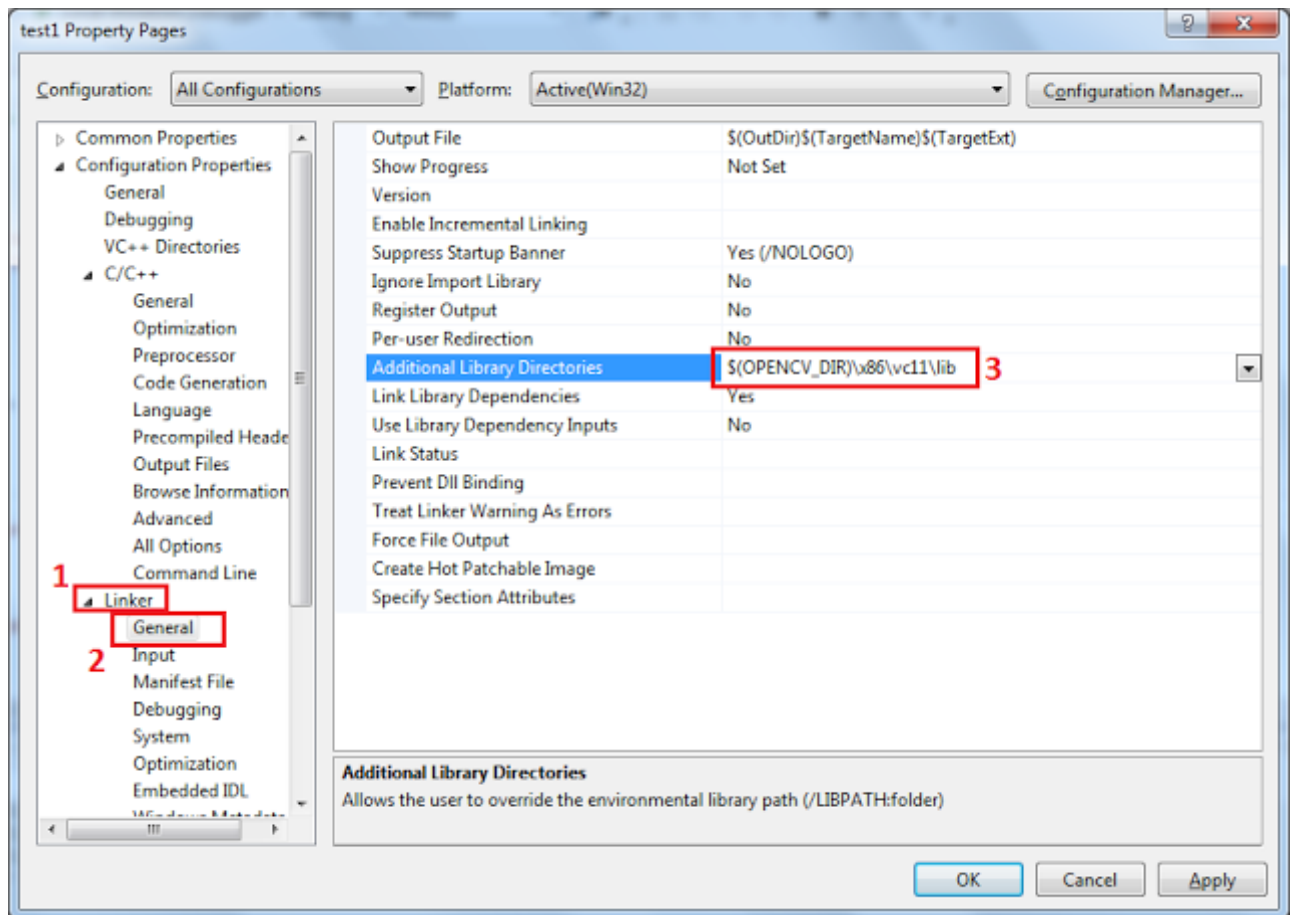 test1 Property Pages
Configuration: All Configurations Platform: Active(Win32) Configuration Manager...
Common Properties
Configuration Properties
General
Debugging
VC++ Directories
C/C++
General
Optimization
Preprocessor
Code Generation
Language
Precompiled Heade
Output Files
Browse Information
Advanced
All Options
Command Line
1
Linker
General
2
Input
Manifest File
Debugging
System
Optimization
Embedded IDL
Windows Metadata
Output File $(OutDir)$(TargetName)$(TargetExt)
Show Progress Not Set
Version
Enable Incremental Linking
Suppress Startup Banner Yes (/NOLOGO)
Ignore Import Library No
Register Output No
Per-user Redirection No
Additional Library Directories $(OPENCV_DIR)\x86\vc11\lib 3
Link Library Dependencies Yes
Use Library Dependency Inputs No
Link Status
Prevent Dll Binding
Treat Linker Warning As Errors
Force File Output
Create Hot Patchable Image
Specify Section Attributes
Additional Library Directories
Allows the user to override the environmental library path (/LIBPATH:folder)
OK Cancel Apply